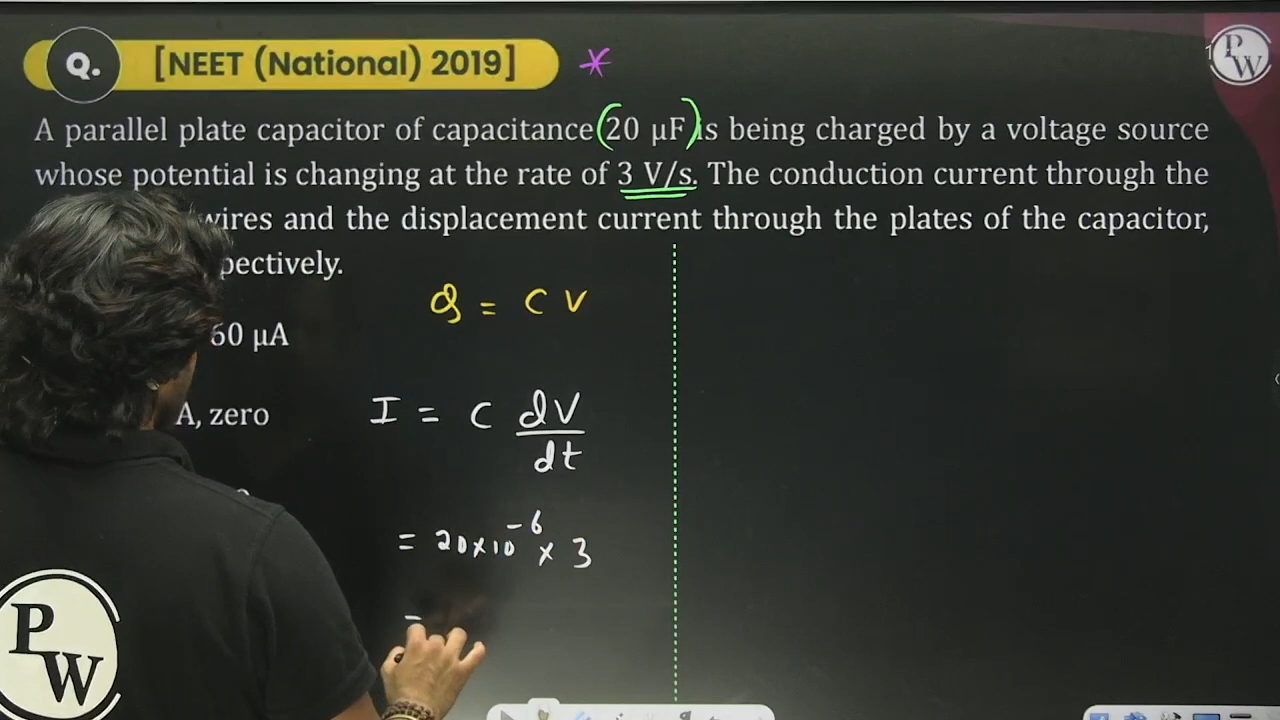 Q. [NEET (National) 2019] *
A parallel plate capacitor of capacitance (20 μF) is being charged by a voltage source
whose potential is changing at the rate of 3 V/s. The conduction current through the
wires and the displacement current through the plates of the capacitor,
pectively.
Q = C V
60 μA
I = C dV/dt
A, zero
= 20×10⁻⁶ × 3
=
P W
PW